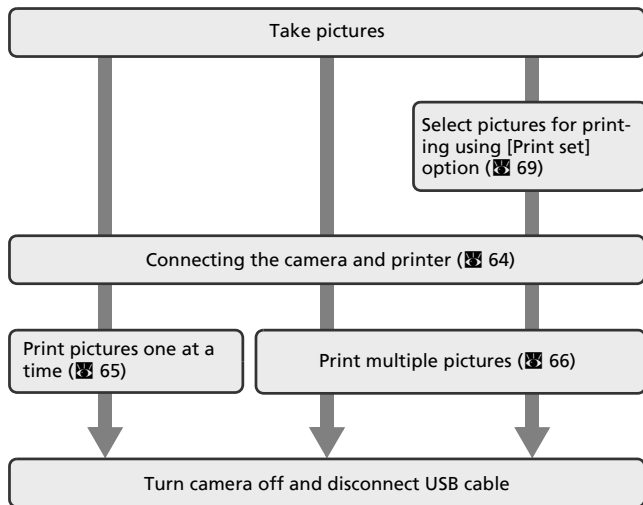 Take pictures
Select pictures for print-
ing using [Print set]
option ( 69)
Connecting the camera and printer ( 64)
Print pictures one at a
time ( 65)
Print multiple pictures ( 66)
Turn camera off and disconnect USB cable